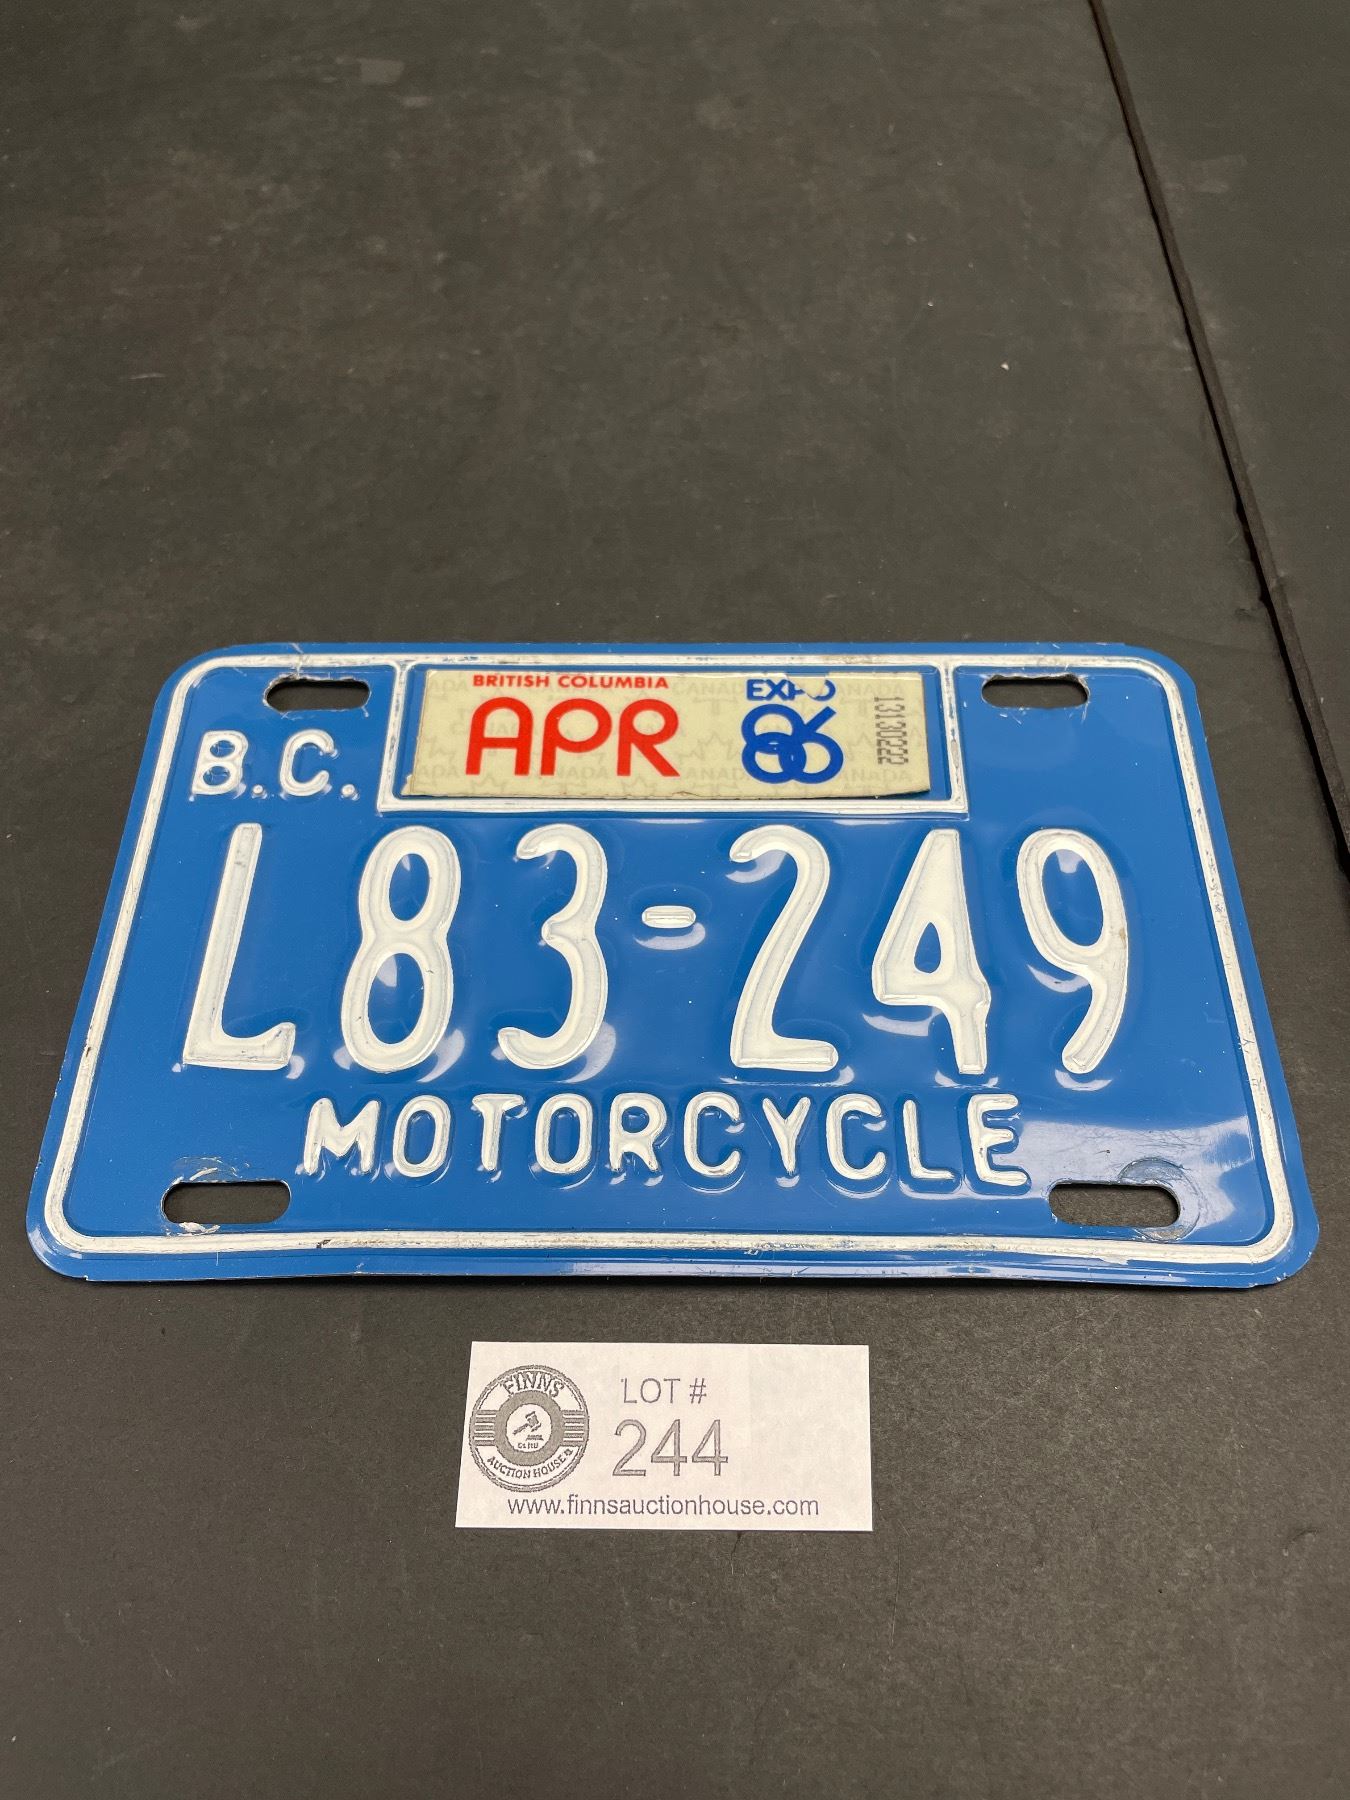 BRITISH COLUMBIA
APR
EXPO
86
13130222
B.C.
L83-249
MOTORCYCLE
FINNS
AUCTION HOUSE
LOT #
244
www.finnsauctionhouse.com